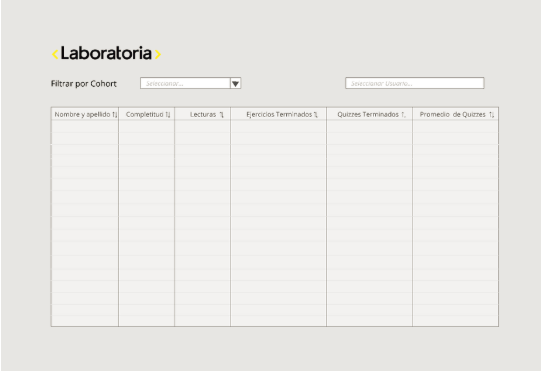 <Laboratoria>
Filtrar por Cohort Seleccionar... Seleccionar Usuario...
Nombre y apellido Completitud Lecturas Ejercicios Terminados Quizzes Terminados Promedio de Quizzes